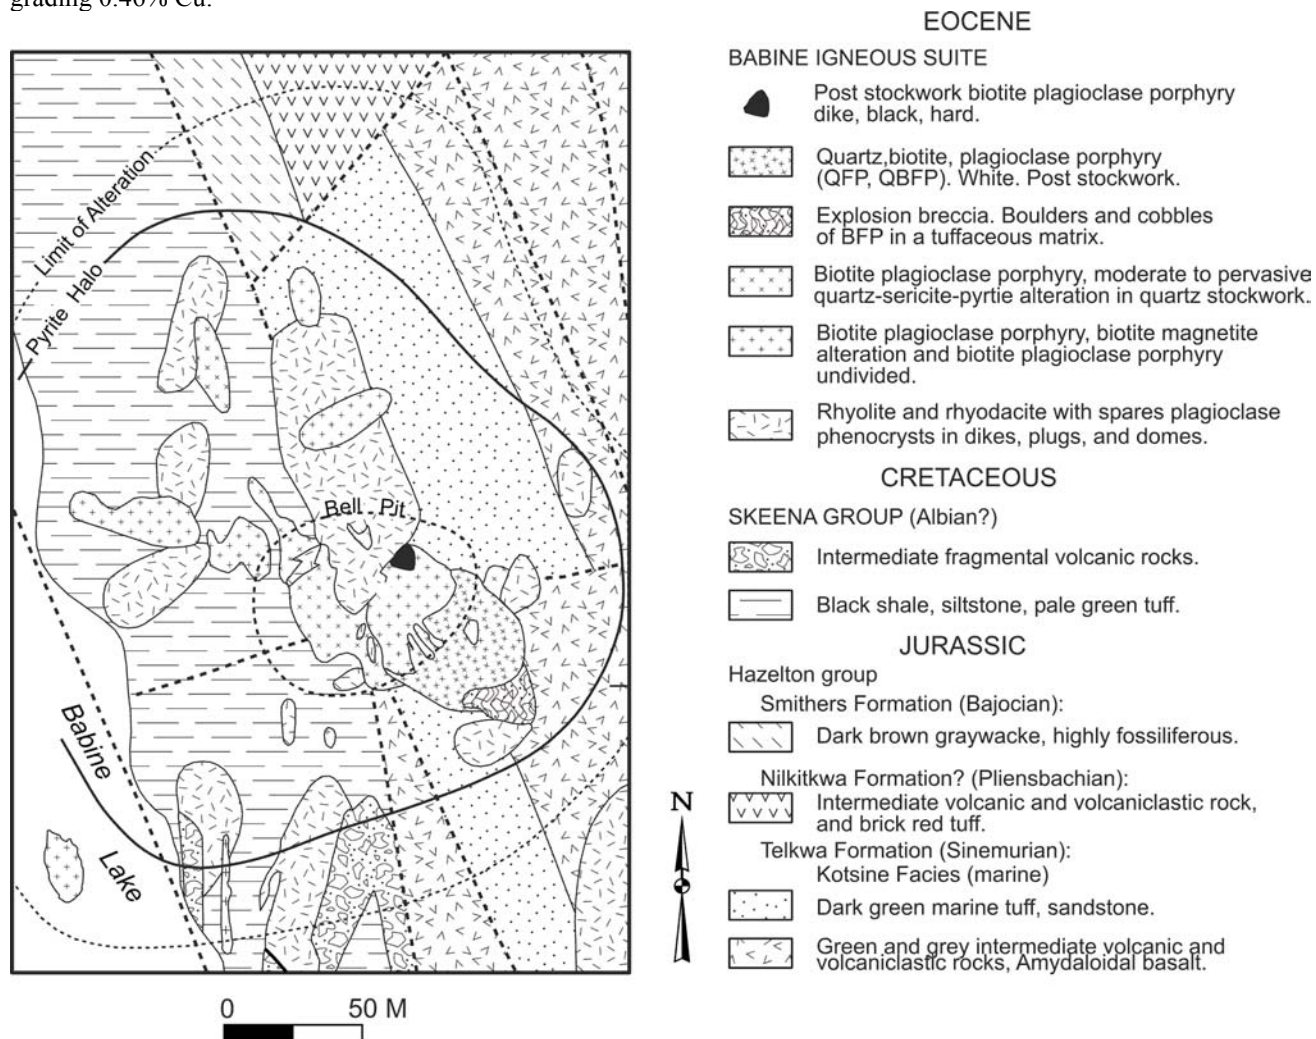 grading 0.46% Cu.
Limit of Alteration
Pyrite Halo
Bell Pit
Babine
Lake
0 50 M
N
EOCENE
BABINE IGNEOUS SUITE
Post stockwork biotite plagioclase porphyry
dike, black, hard.
Quartz,biotite, plagioclase porphyry
(QFP, QBFP). White. Post stockwork.
Explosion breccia. Boulders and cobbles
of BFP in a tuffaceous matrix.
Biotite plagioclase porphyry, moderate to pervasive
quartz-sericite-pyrtie alteration in quartz stockwork.
Biotite plagioclase porphyry, biotite magnetite
alteration and biotite plagioclase porphyry
undivided.
Rhyolite and rhyodacite with spares plagioclase
phenocrysts in dikes, plugs, and domes.
CRETACEOUS
SKEENA GROUP (Albian?)
Intermediate fragmental volcanic rocks.
Black shale, siltstone, pale green tuff.
JURASSIC
Hazelton group
Smithers Formation (Bajocian):
Dark brown graywacke, highly fossiliferous.
Nilkitkwa Formation? (Pliensbachian):
Intermediate volcanic and volcaniclastic rock,
and brick red tuff.
Telkwa Formation (Sinemurian):
Kotsine Facies (marine)
Dark green marine tuff, sandstone.
Green and grey intermediate volcanic and
volcaniclastic rocks, Amydaloidal basalt.